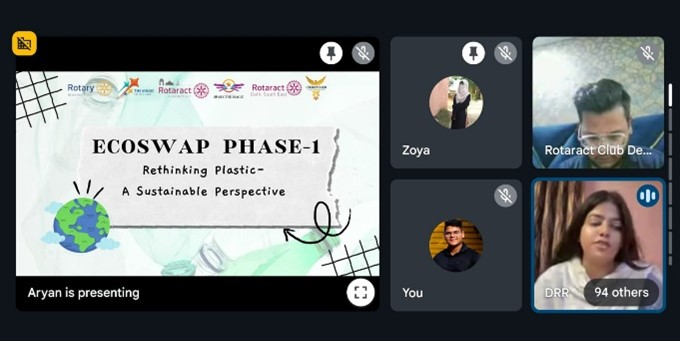 Rotary
Rotaract
Rotaract
ECOSWAP PHASE-1
Rethinking Plastic-
A Sustainable Perspective
Aryan is presenting
Zoya
Rotaract Club De...
You
DRR
94 others